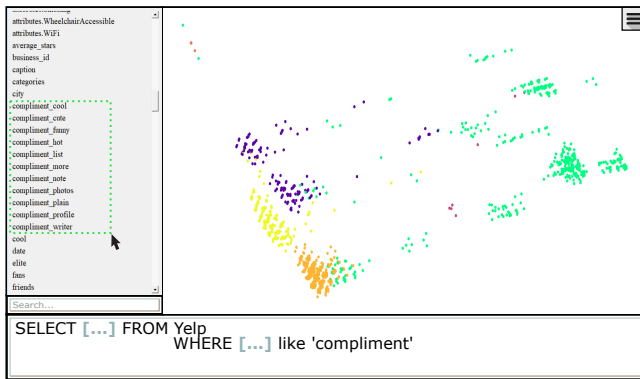 attributes.WheelchairAccessible
attributes.WiFi
average_stars
business_id
caption
categories
city
compliment_cool
compliment_cute
compliment_funny
compliment_hot
compliment_list
compliment_more
compliment_note
compliment_photos
compliment_plain
compliment_profile
compliment_writer
cool
date
elite
fans
friends
Search...
SELECT [...] FROM Yelp
WHERE [...] like 'compliment'